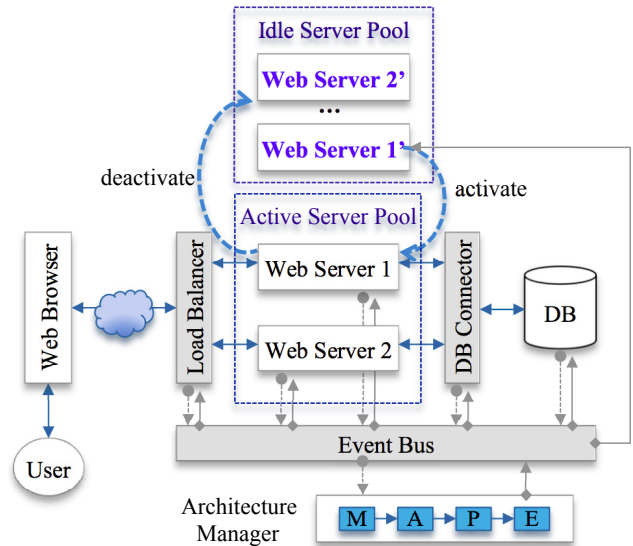 Idle Server Pool
Web Server 2’
...
Web Server 1’
deactivate
activate
Active Server Pool
Web Browser
Load Balancer
Web Server 1
Web Server 2
DB Connector
DB
User
Event Bus
Architecture
Manager
M A P E